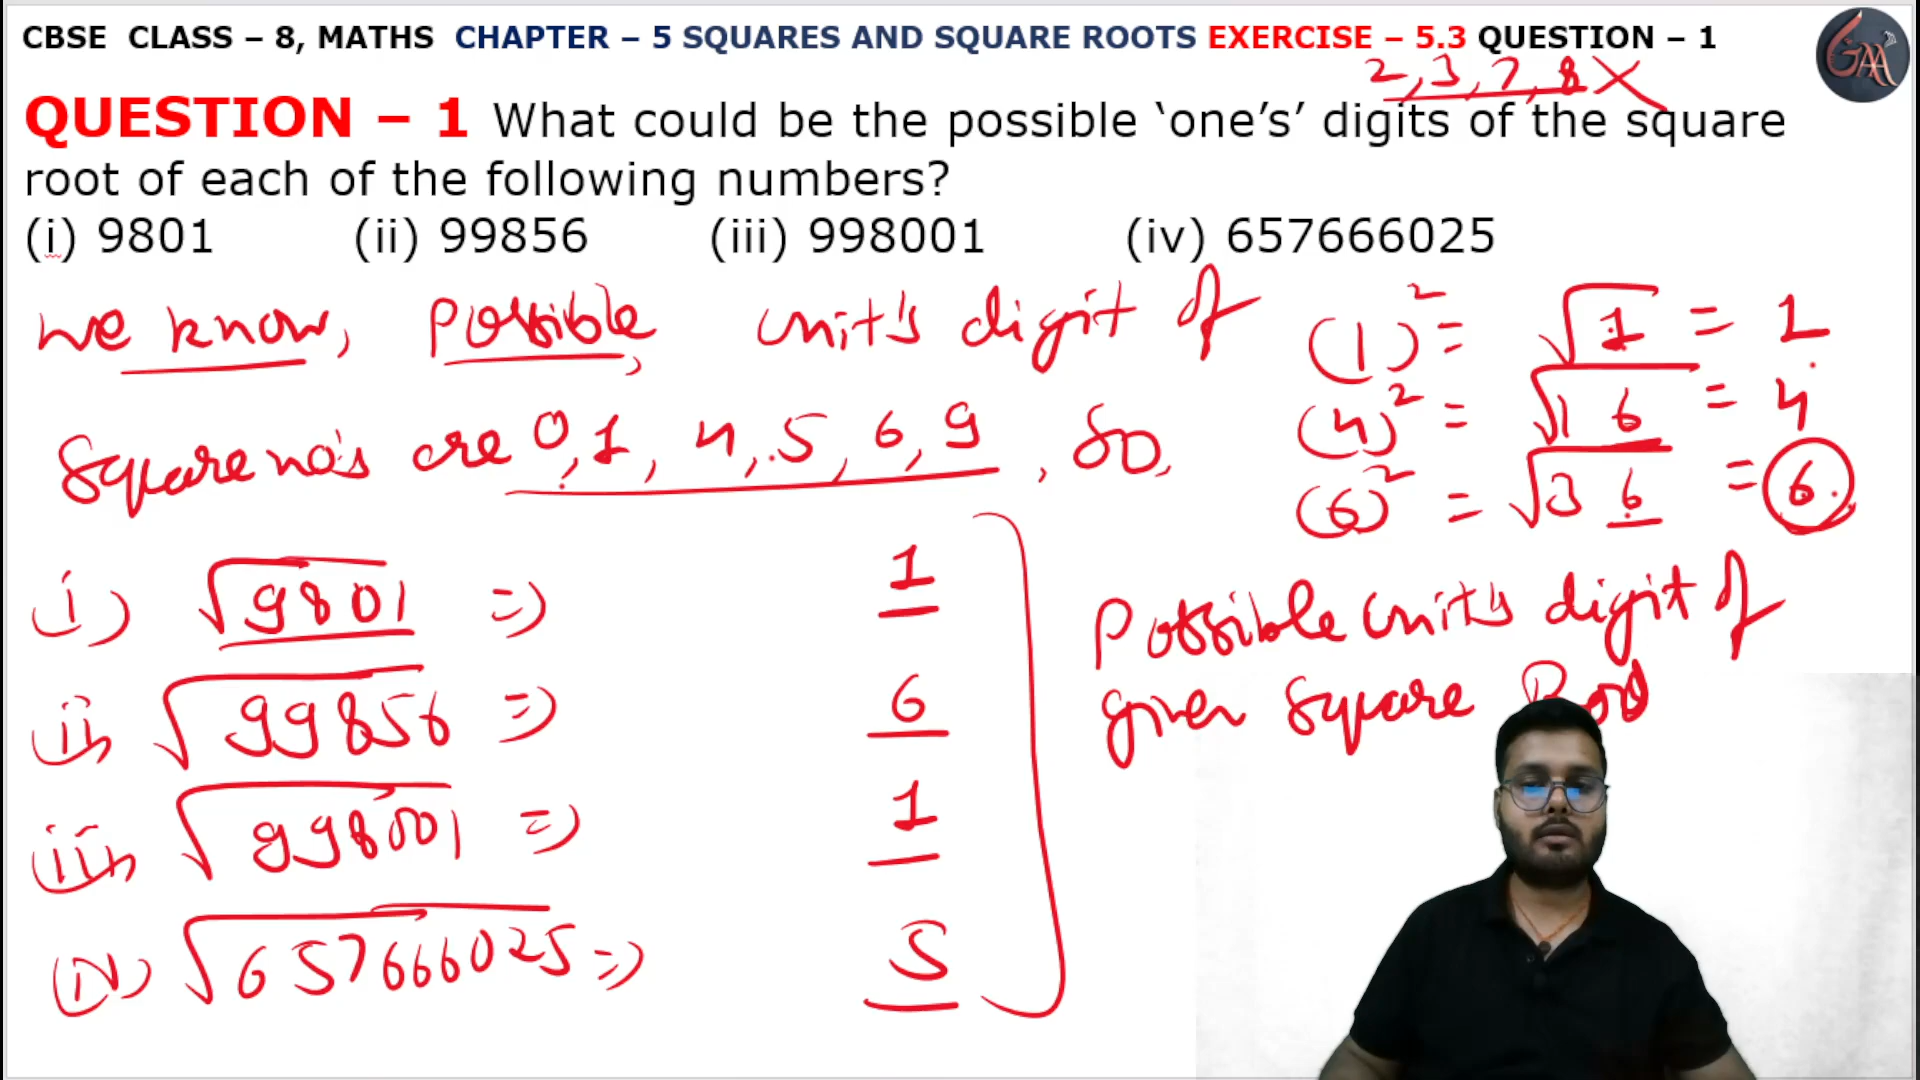 CBSE CLASS – 8, MATHS CHAPTER – 5 SQUARES AND SQUARE ROOTS EXERCISE – 5.3 QUESTION – 1
2, 3, 7, 8 X
QUESTION – 1 What could be the possible ‘one’s’ digits of the square
root of each of the following numbers?
(i) 9801 (ii) 99856 (iii) 998001 (iv) 657666025
we know, Possible, unit's digit of
Square no's are 0, 1, 4, 5, 6, 9, so,
(1)² = √1 = 1
(4)² = √16 = 4
(6)² = √36 = 6
i) √9801 => 1
ii) √99856 => 6
iii) √998001 => 1
iv) √657666025 => 5
Possible unit's digit of
given Square Root